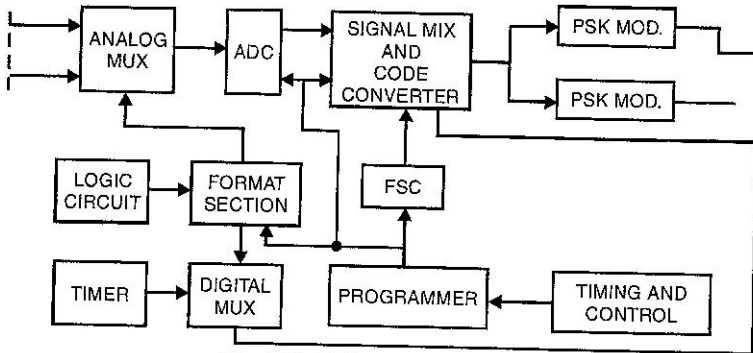 ANALOG
MUX
ADC
SIGNAL MIX
AND
CODE
CONVERTER
PSK MOD.
PSK MOD.
LOGIC
CIRCUIT
FORMAT
SECTION
FSC
TIMER
DIGITAL
MUX
PROGRAMMER
TIMING AND
CONTROL